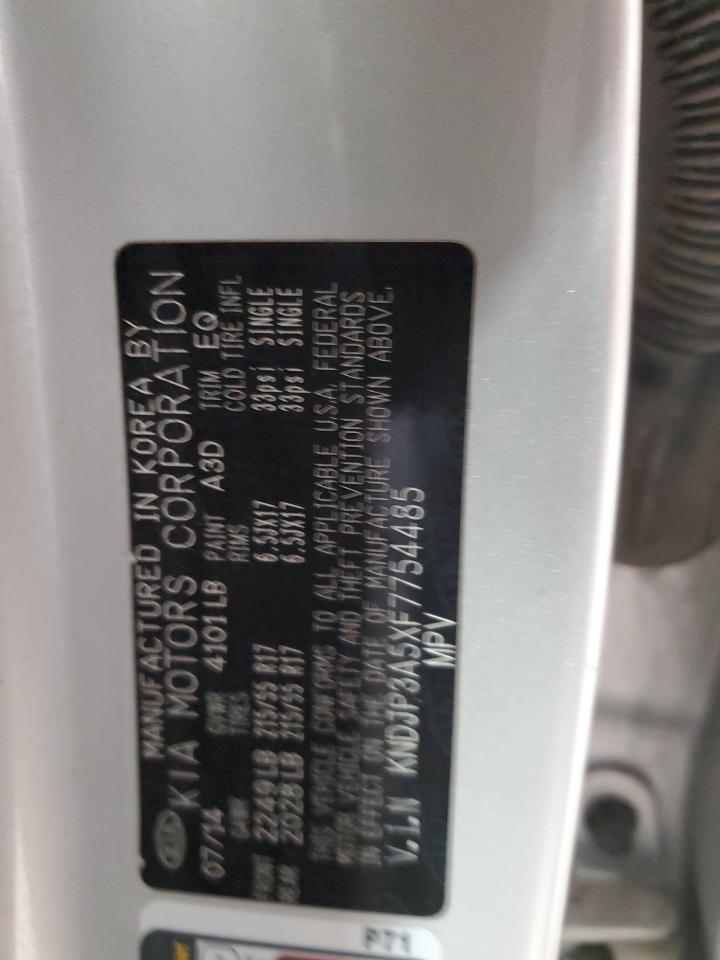 MANUFACTURED IN KOREA BY
KIA MOTORS CORPORATION
07/14 GVWR 4101LB PAINT A3D TRIM EQ
GAWR TIRES RIMS COLD TIRE INFL
FRONT 2249LB 215/55 R17 6.5JX17 33psi SINGLE
REAR 2028LB 215/55 R17 6.5JX17 33psi SINGLE
THIS VEHICLE CONFORMS TO ALL APPLICABLE U.S.A. FEDERAL
MOTOR VEHICLE SAFETY AND THEFT PREVENTION STANDARDS
IN EFFECT ON THE DATE OF MANUFACTURE SHOWN ABOVE.
V.I.N KNDJP3A5XF7754485
MPV
P71